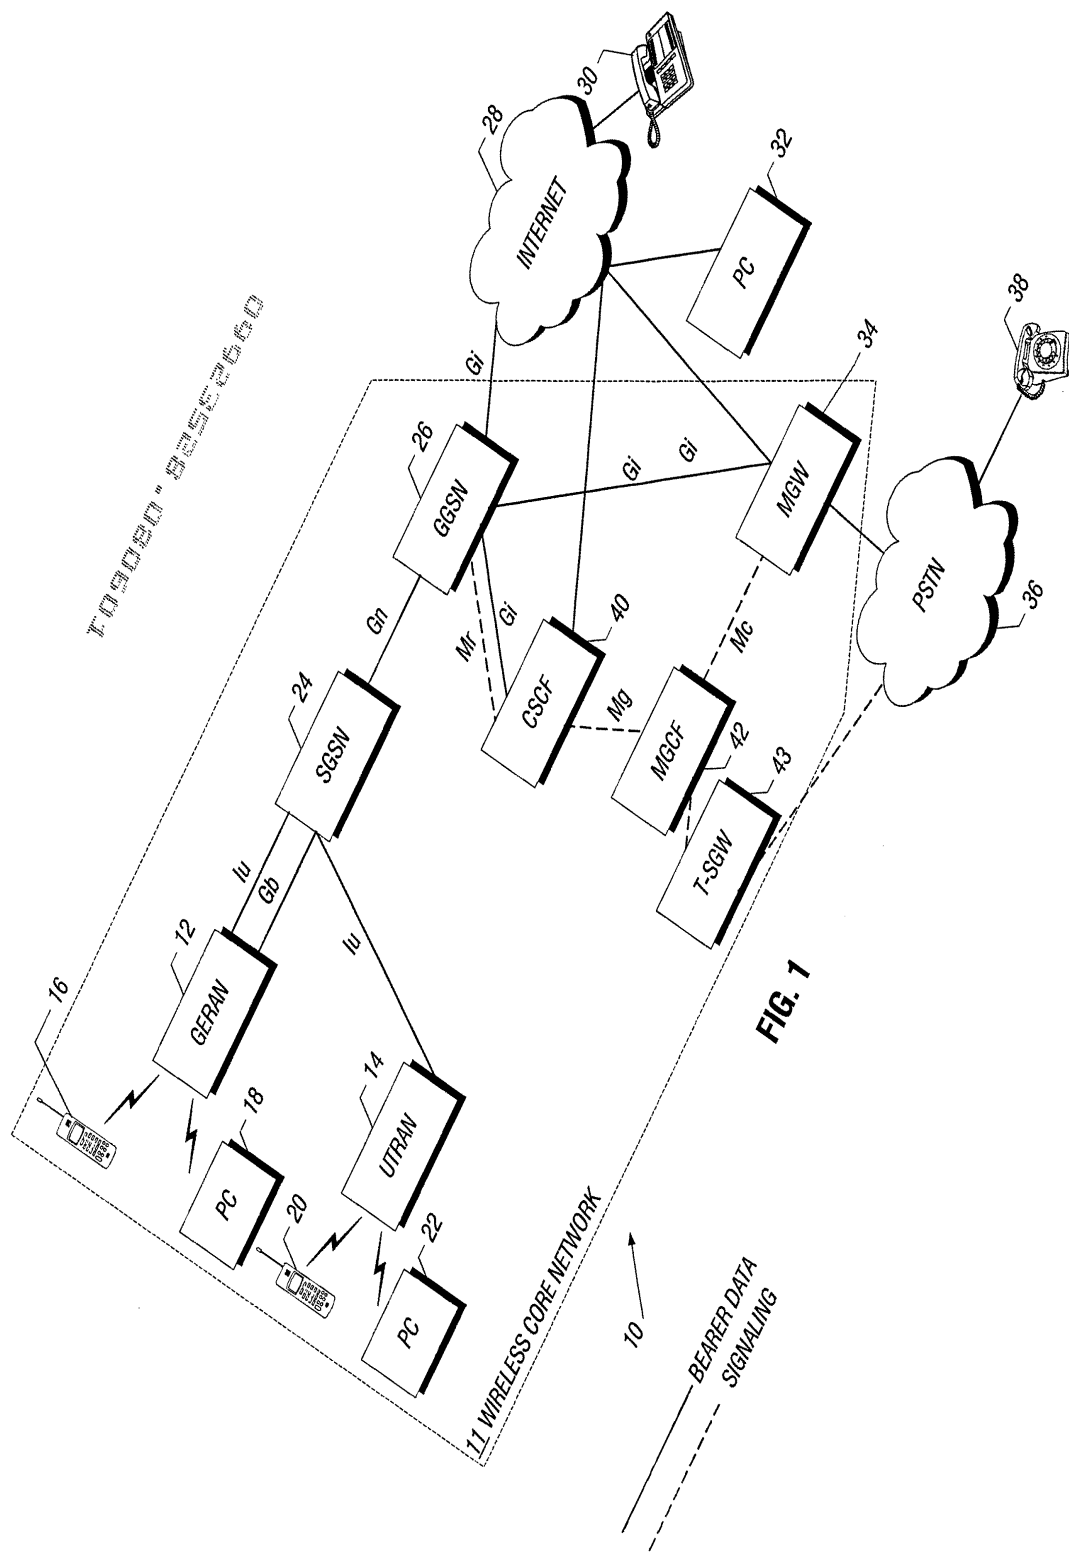 09923525.080601
16
12
GERAN
Iu
Gb
24
SGSN
Gn
26
GGSN
Gi
28
INTERNET
30
18
PC
14
UTRAN
Iu
20
22
PC
Mr
Gi
40
CSCF
Gi
Gi
32
PC
Mg
42
MGCF
Mc
34
MGW
38
43
T-SGW
36
PSTN
11 WIRELESS CORE NETWORK
10
FIG. 1
BEARER DATA
SIGNALING